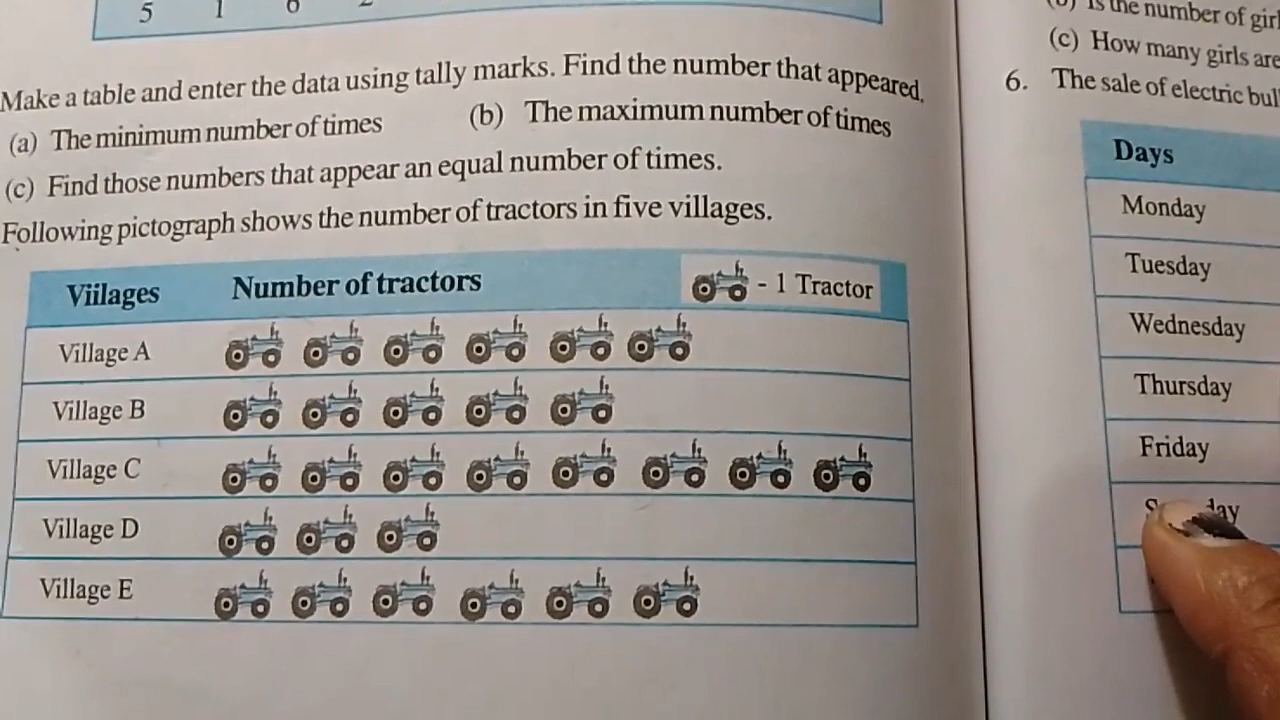 5 1 6 2
Make a table and enter the data using tally marks. Find the number that appeared.
(a) The minimum number of times (b) The maximum number of times
(c) Find those numbers that appear an equal number of times.
Following pictograph shows the number of tractors in five villages.
Viilages Number of tractors - 1 Tractor
Village A
Village B
Village C
Village D
Village E
Is the number of
(c) How many girls are
6. The sale of electric
Days
Monday
Tuesday
Wednesday
Thursday
Friday